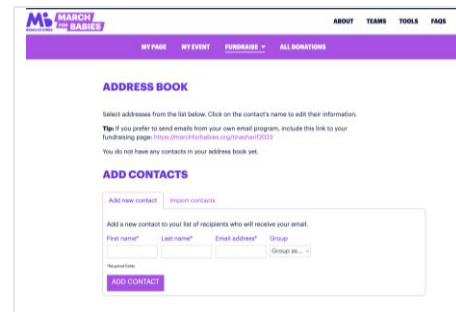 MARCH
FOR BABIES
ABOUT TEAMS TOOLS FAQS
MY PAGE MY EVENT FUNDRAISE ALL DONATIONS
ADDRESS BOOK
Select addresses from the list below. Click on the contact's name to edit their information.
Tip: If you prefer to send emails from your own email program, include this link to your
fundraising page: https://marchforbabies.org/tinasharif2023
You do not have any contacts in your address book yet.
ADD CONTACTS
Add new contact Import contacts
Add a new contact to your list of recipients who will receive your email.
First name* Last name* Email address* Group
Group as...
*Required fields
ADD CONTACT